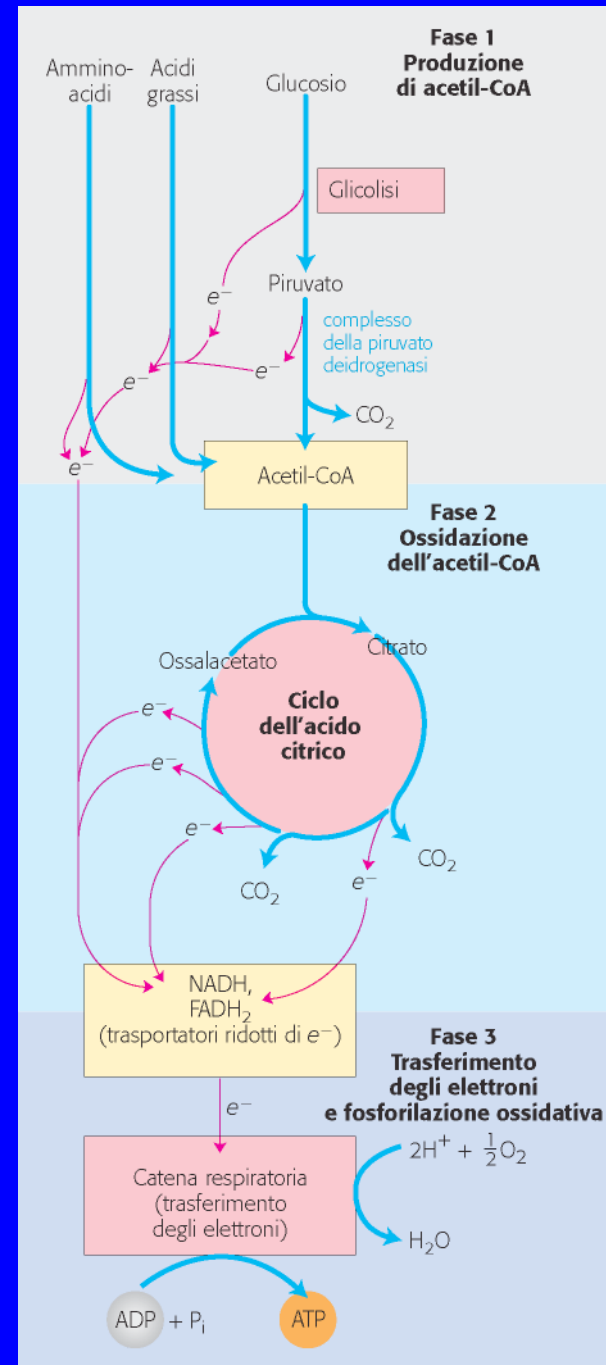 Fase 1
Produzione
di acetil-CoA
Ammino-
acidi
Acidi
grassi
Glucosio
Glicolisi
Piruvato
e⁻
complesso
della piruvato
deidrogenasi
e⁻
e⁻
CO₂
e⁻
Acetil-CoA
Fase 2
Ossidazione
dell'acetil-CoA
Ossalacetato
Citrato
Ciclo
dell'acido
citrico
e⁻
e⁻
e⁻
e⁻
CO₂
CO₂
NADH,
FADH₂
(trasportatori ridotti di e⁻)
Fase 3
Trasferimento
degli elettroni
e fosforilazione ossidativa
e⁻
Catena respiratoria
(trasferimento
degli elettroni)
2H⁺ + ½O₂
H₂O
ADP + Pᵢ
ATP